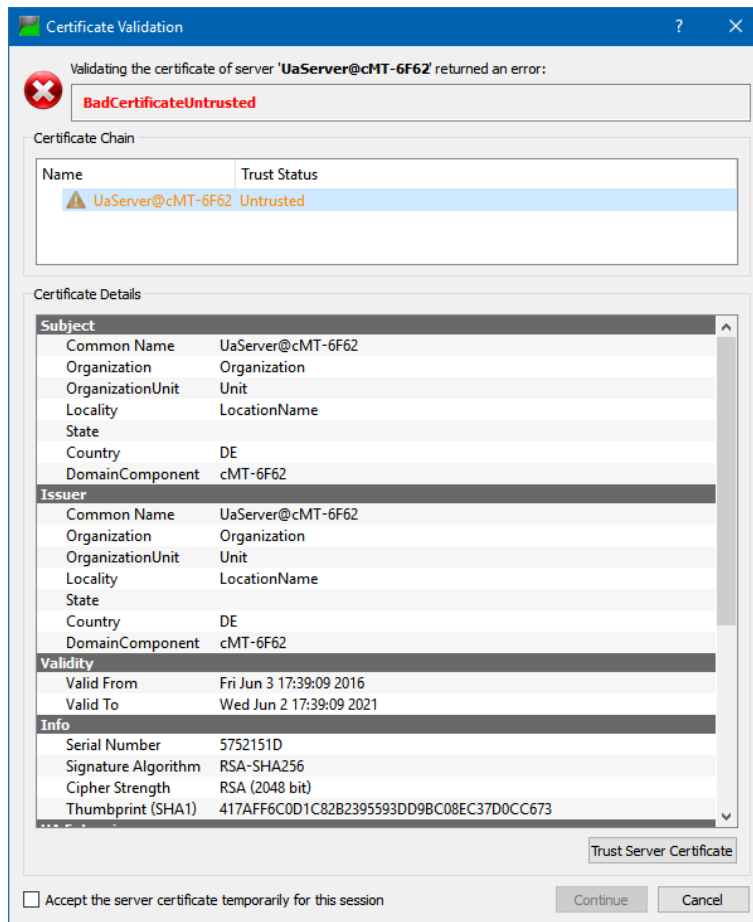 Certificate Validation
Validating the certificate of server 'UaServer@cMT-6F62' returned an error:
BadCertificateUntrusted
Certificate Chain
Name Trust Status
UaServer@cMT-6F62 Untrusted
Certificate Details
Subject
Common Name UaServer@cMT-6F62
Organization Organization
OrganizationUnit Unit
Locality LocationName
State
Country DE
DomainComponent cMT-6F62
Issuer
Common Name UaServer@cMT-6F62
Organization Organization
OrganizationUnit Unit
Locality LocationName
State
Country DE
DomainComponent cMT-6F62
Validity
Valid From Fri Jun 3 17:39:09 2016
Valid To Wed Jun 2 17:39:09 2021
Info
Serial Number 5752151D
Signature Algorithm RSA-SHA256
Cipher Strength RSA (2048 bit)
Thumbprint (SHA1) 417AFF6C0D1C82B2395593DD9BC08EC37D0CC673
Trust Server Certificate
Accept the server certificate temporarily for this session
Continue Cancel